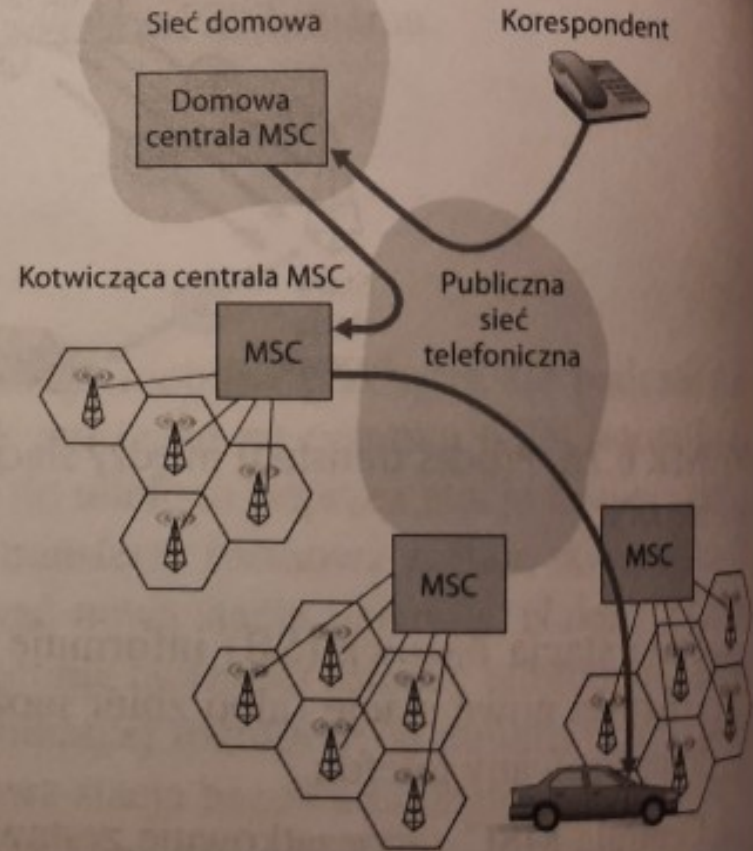 Sieć domowa
Korespondent
Domowa
centrala MSC
Kotwicząca centrala MSC
Publiczna
sieć
telefoniczna
MSC
MSC
MSC